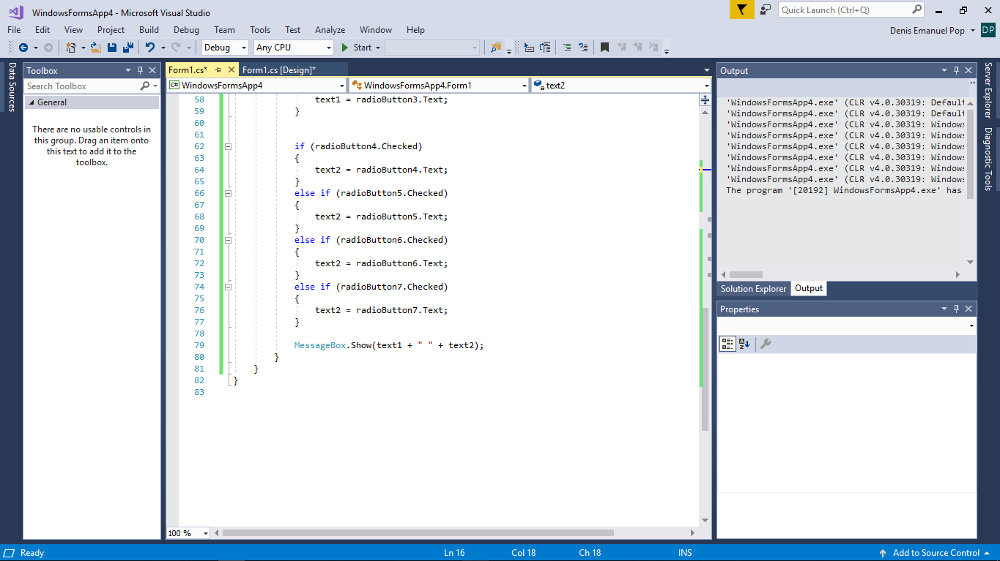 WindowsFormsApp4 - Microsoft Visual Studio
Quick Launch (Ctrl+Q)
File Edit View Project Build Debug Team Tools Test Analyze Window Help
Denis Emanuel Pop DP
Debug Any CPU Start
Data Sources
Toolbox
Search Toolbox
General
There are no usable controls in
this group. Drag an item onto
this text to add it to the
toolbox.
Form1.cs* Form1.cs [Design]*
C# WindowsFormsApp4 WindowsFormsApp4.Form1 text2
58 text1 = radioButton3.Text;
59 }
60
61
62 if (radioButton4.Checked)
63 {
64 text2 = radioButton4.Text;
65 }
66 else if (radioButton5.Checked)
67 {
68 text2 = radioButton5.Text;
69 }
70 else if (radioButton6.Checked)
71 {
72 text2 = radioButton6.Text;
73 }
74 else if (radioButton7.Checked)
75 {
76 text2 = radioButton7.Text;
77 }
78
79 MessageBox.Show(text1 + " " + text2);
80 }
81 }
82 }
83
100 %
Output
'WindowsFormsApp4.exe' (CLR v4.0.30319: Default
'WindowsFormsApp4.exe' (CLR v4.0.30319: Default
'WindowsFormsApp4.exe' (CLR v4.0.30319: Windows
'WindowsFormsApp4.exe' (CLR v4.0.30319: Windows
'WindowsFormsApp4.exe' (CLR v4.0.30319: Windows
'WindowsFormsApp4.exe' (CLR v4.0.30319: Windows
'WindowsFormsApp4.exe' (CLR v4.0.30319: Windows
'WindowsFormsApp4.exe' (CLR v4.0.30319: Windows
The program '[20192] WindowsFormsApp4.exe' has
Solution Explorer Output
Properties
Server Explorer
Diagnostic Tools
Ready Ln 16 Col 18 Ch 18 INS Add to Source Control